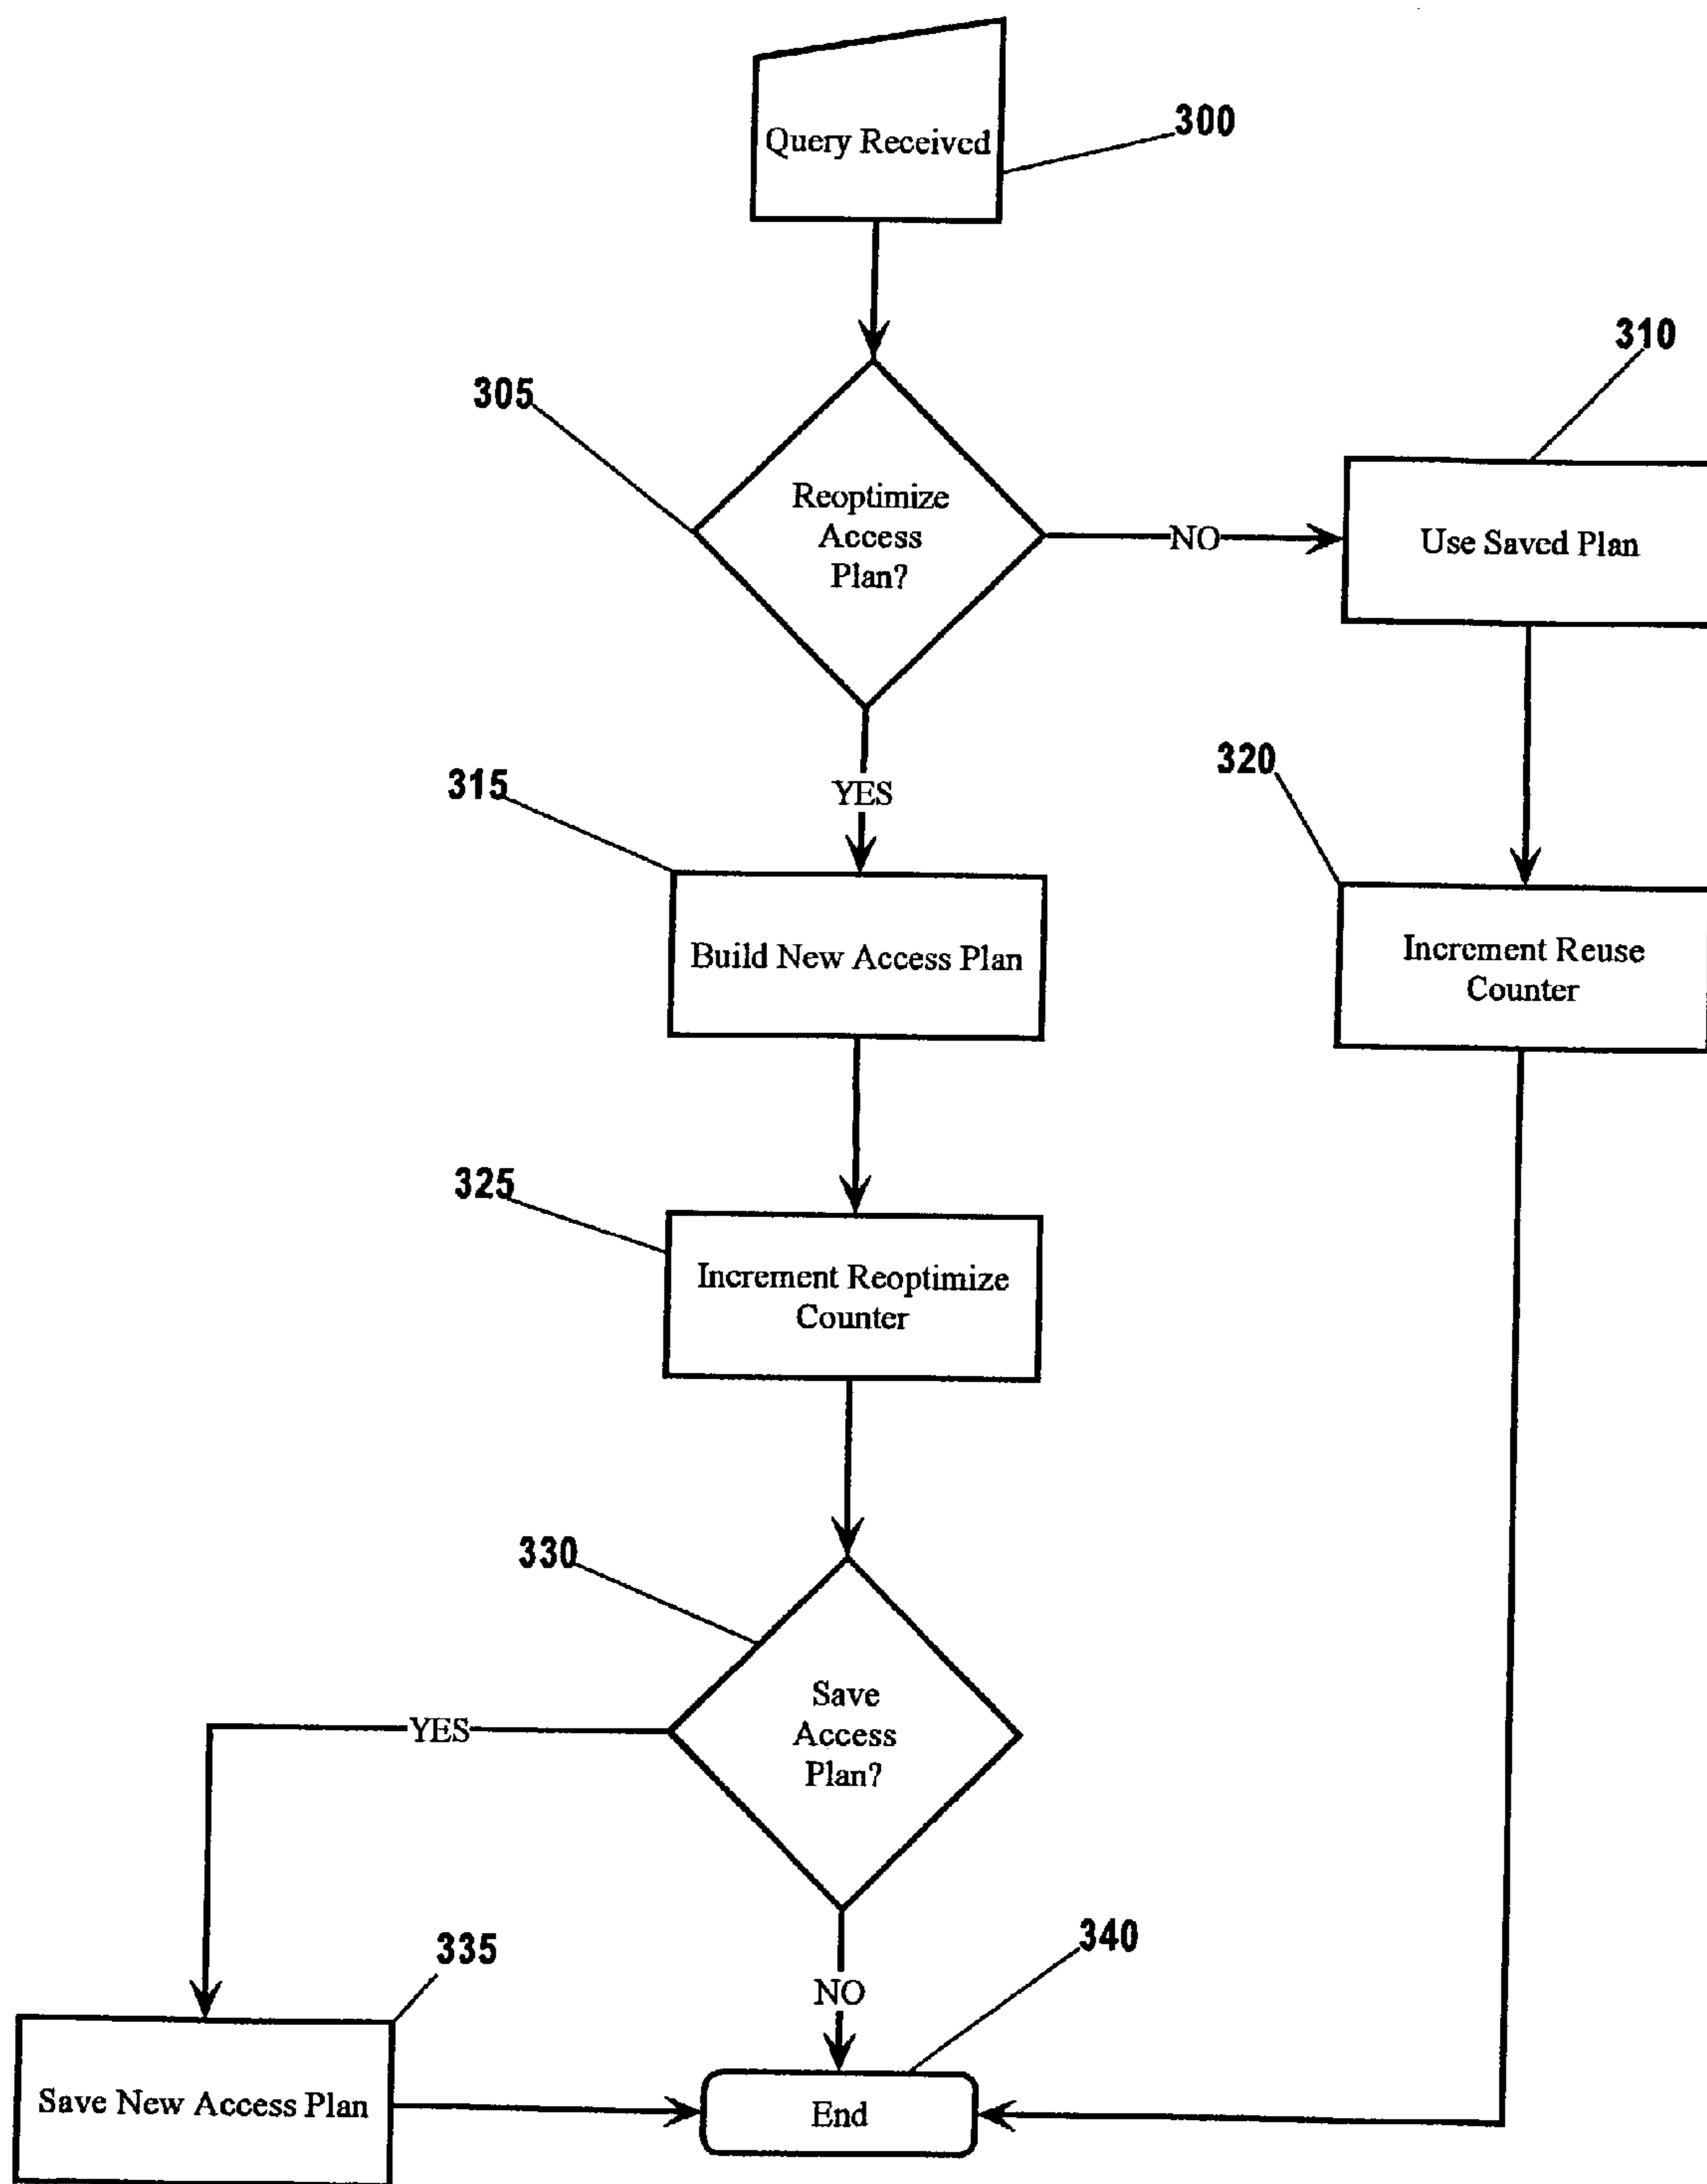 Query Received
300
305
310
Reoptimize
Access
Plan?
NO
Use Saved Plan
YES
315
320
Build New Access Plan
Increment Reuse
Counter
325
Increment Reoptimize
Counter
330
Save
Access
Plan?
YES
335
NO
340
Save New Access Plan
End